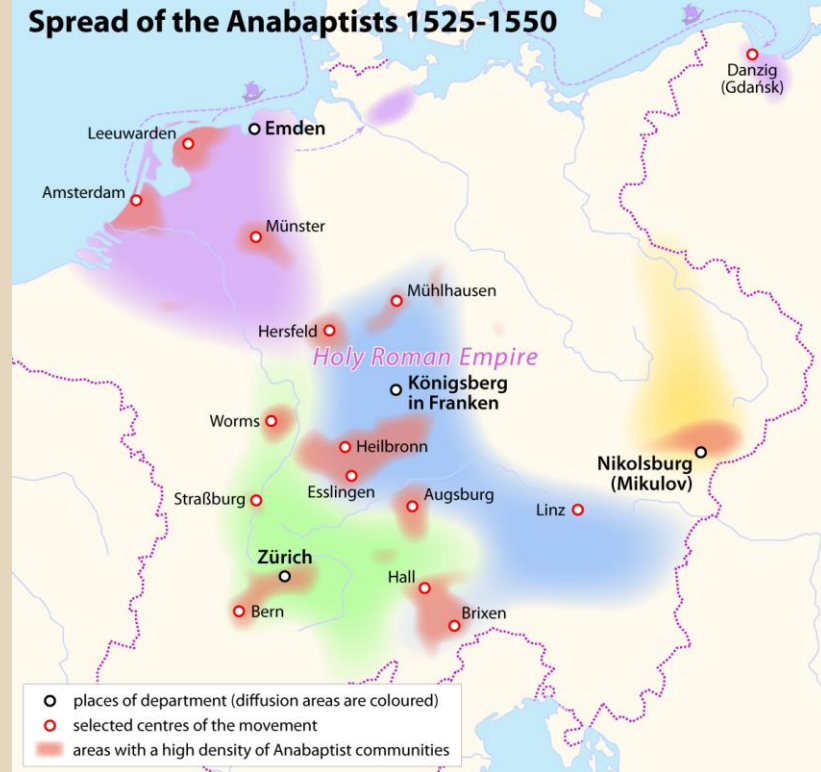 Spread of the Anabaptists 1525-1550
Danzig
(Gdańsk)
Leeuwarden
Emden
Amsterdam
Münster
Mühlhausen
Hersfeld
Holy Roman Empire
Königsberg
in Franken
Worms
Heilbronn
Nikolsburg
(Mikulov)
Esslingen
Straßburg
Augsburg
Linz
Zürich
Hall
Bern
Brixen
places of department (diffusion areas are coloured)
selected centres of the movement
areas with a high density of Anabaptist communities